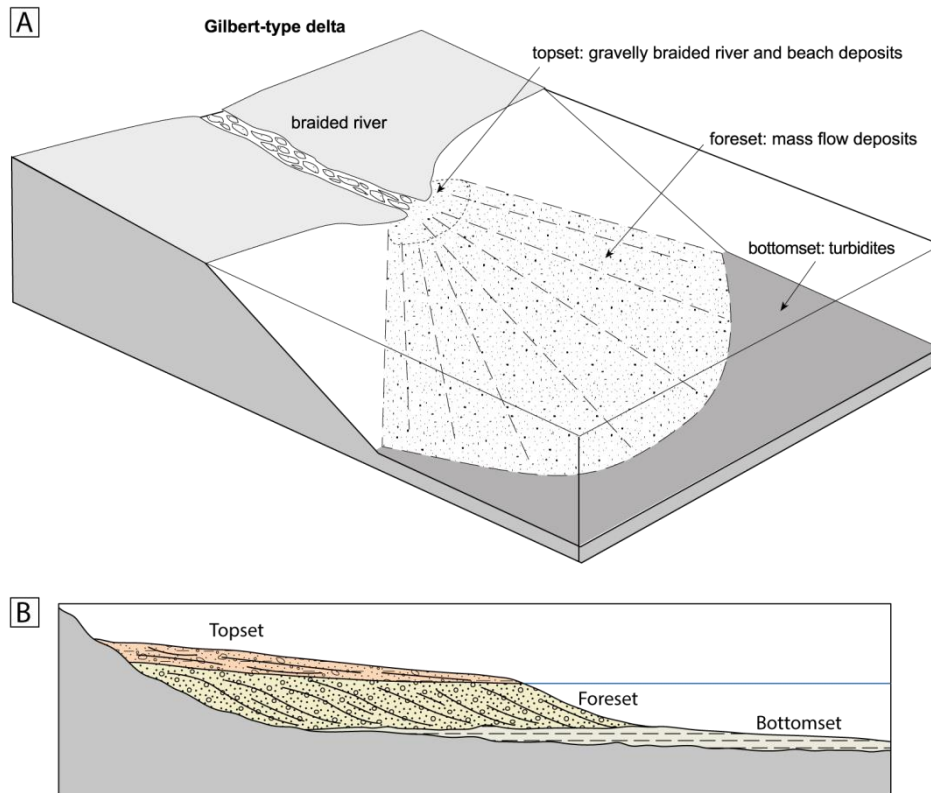 A
Gilbert-type delta
topset: gravelly braided river and beach deposits
braided river
foreset: mass flow deposits
bottomset: turbidites
B
Topset
Foreset
Bottomset